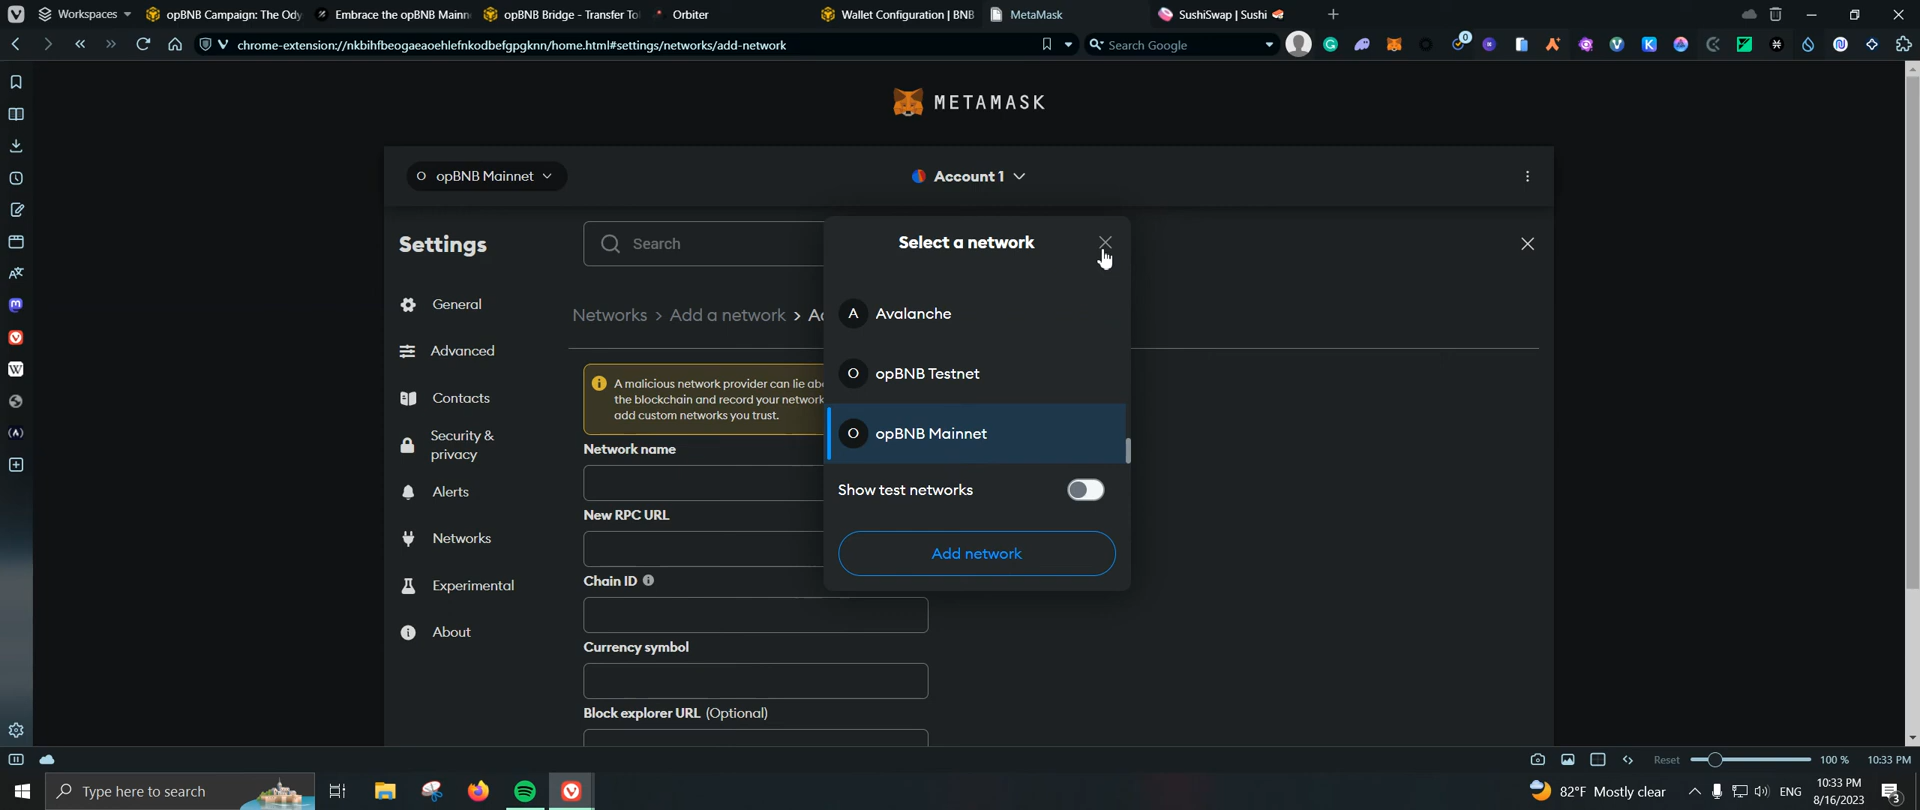 Workspaces opBNB Campaign: The Ody Embrace the opBNB Mainn opBNB Bridge - Transfer To Orbiter Wallet Configuration | BNB MetaMask SushiSwap | Sushi
chrome-extension://nkbihfbeogaeaoehlefnkodbefgpgknn/home.html#settings/networks/add-network Search Google
METAMASK
O opBNB Mainnet Account 1
Settings
Search
Select a network
General
Advanced
Contacts
Security &
privacy
Alerts
Networks
Experimental
About
Networks > Add a network >
A malicious network provider can lie abo
the blockchain and record your network
add custom networks you trust.
Network name
New RPC URL
Chain ID
Currency symbol
Block explorer URL (Optional)
A Avalanche
O opBNB Testnet
O opBNB Mainnet
Show test networks
Add network
Reset 100 % 10:33 PM
Type here to search
82°F Mostly clear ENG
10:33 PM
8/16/2023
3